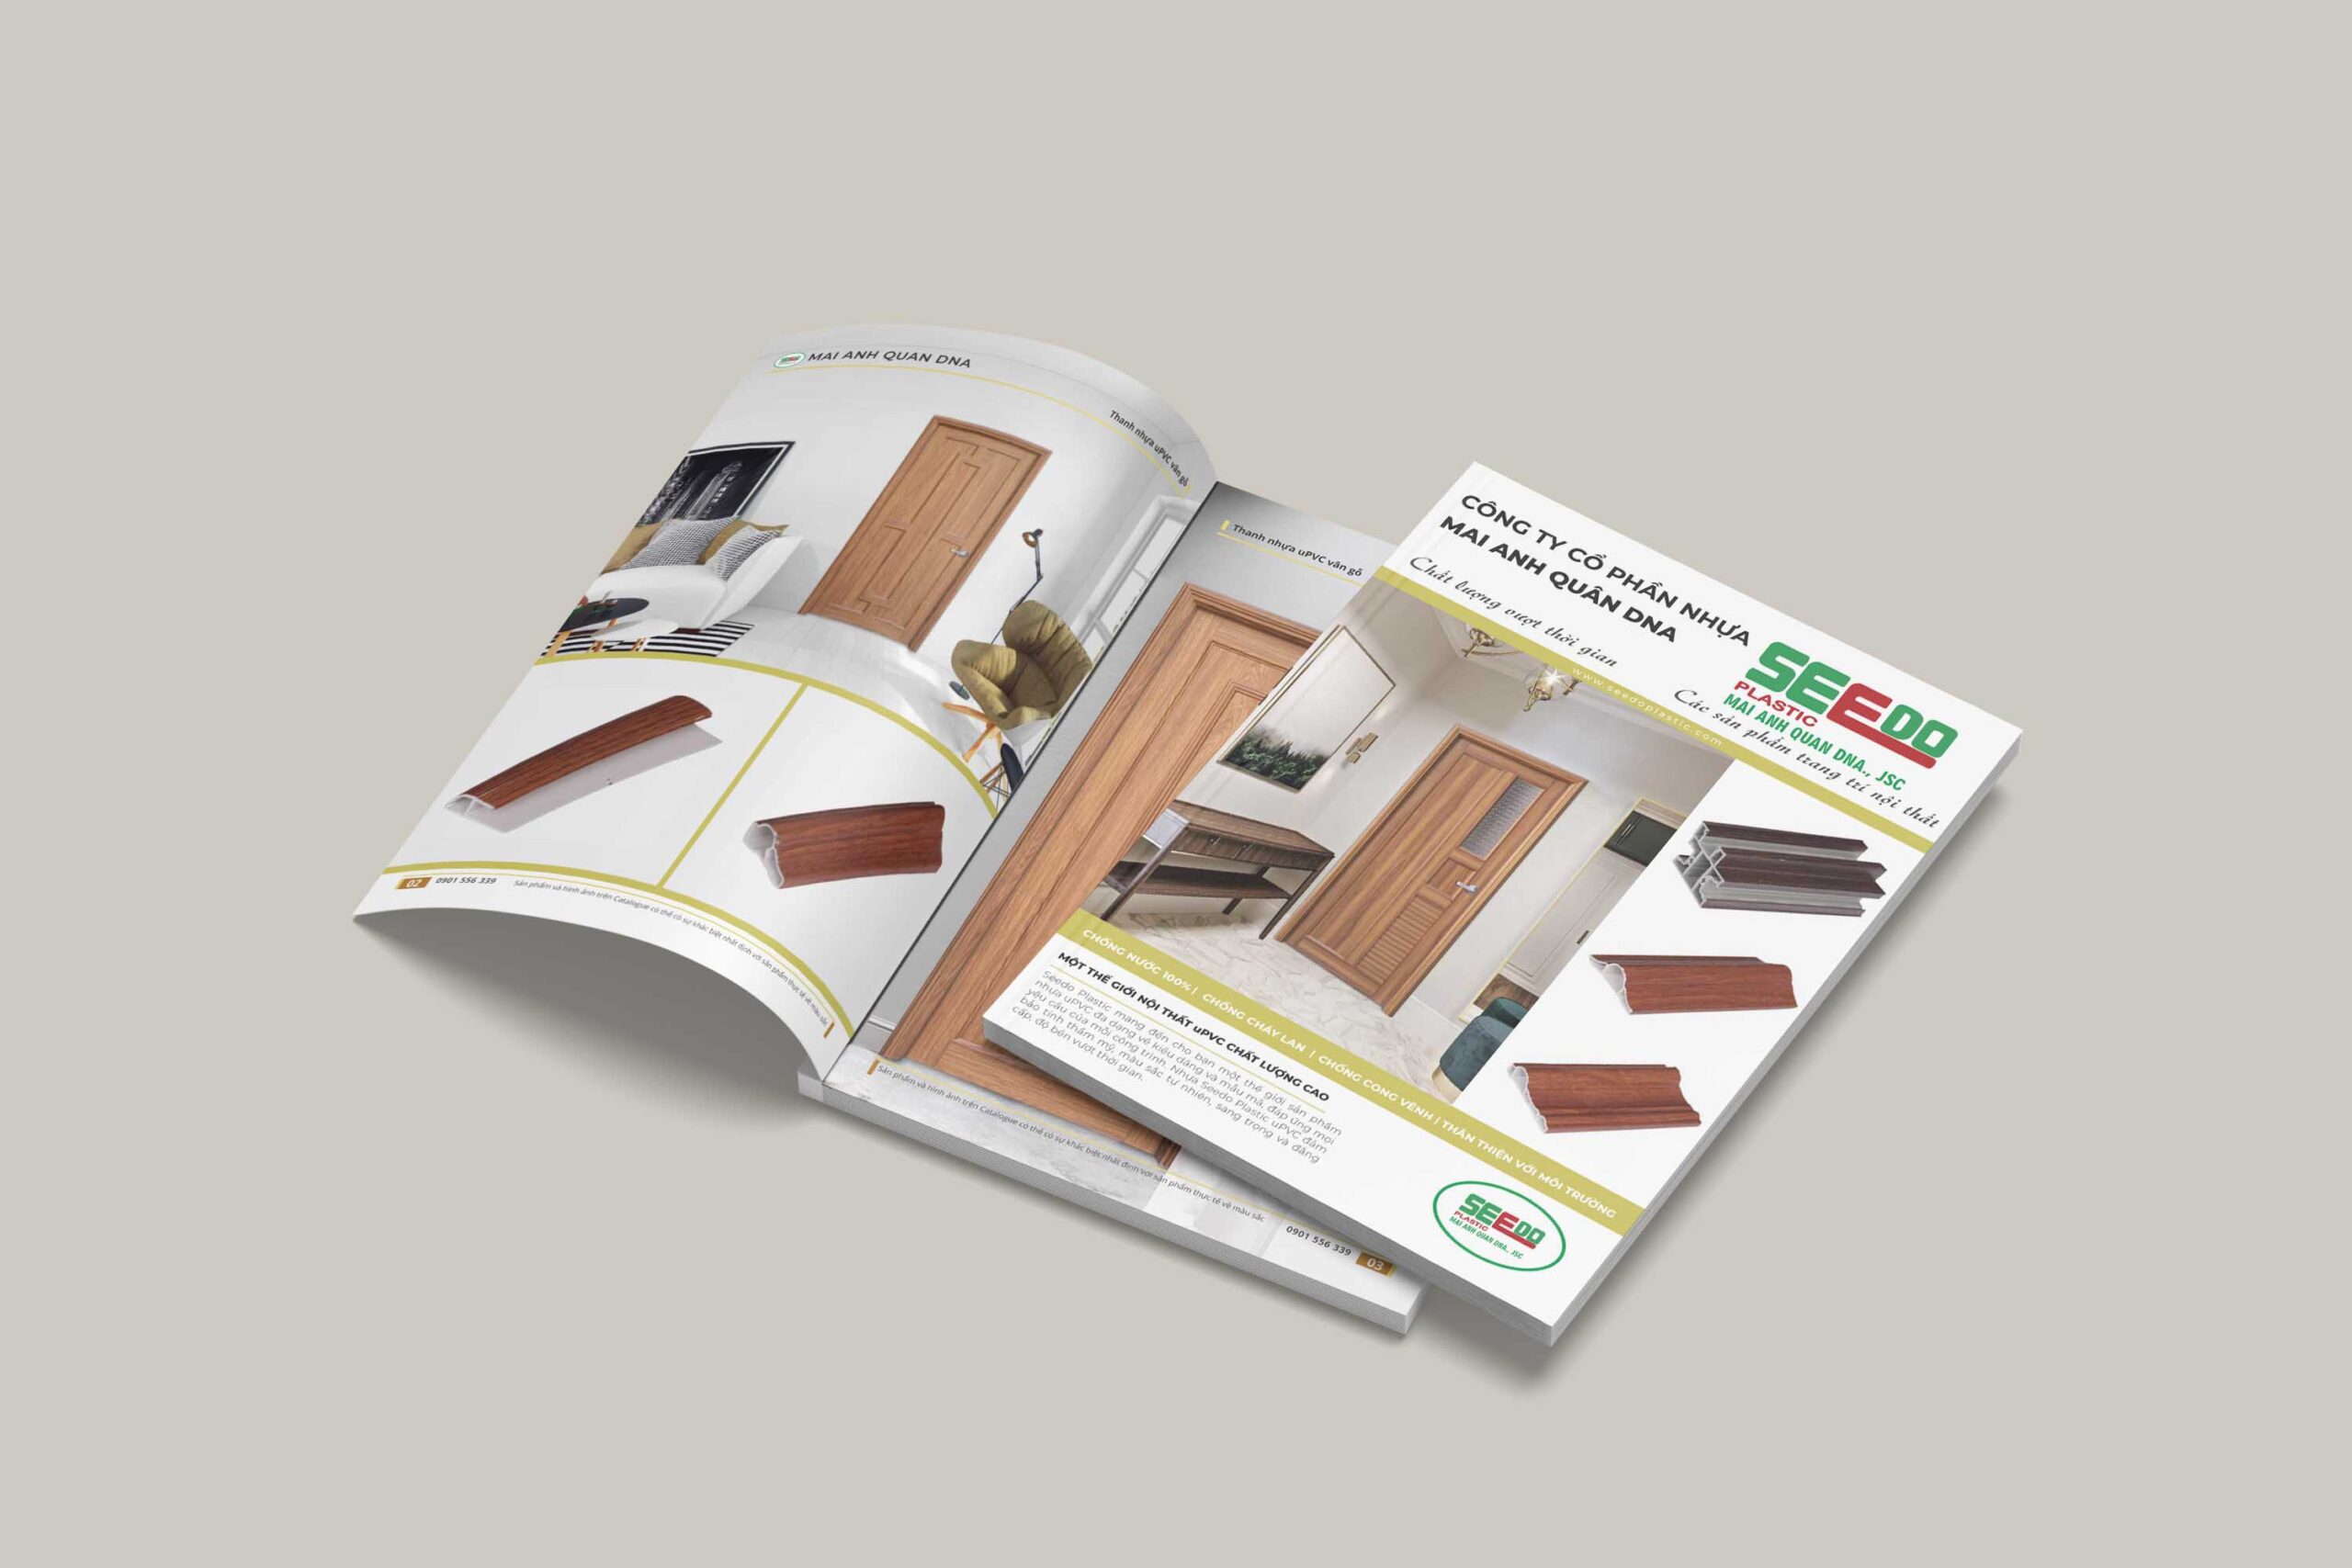 SEEDO
MAI ANH QUAN DNA
Thanh nhựa uPVC vân gỗ
02
0901 556 339
Sản phẩm và hình ảnh trên Catalogue có thể có sự khác biệt nhất định với sản phẩm thực tế về màu sắc
Thanh nhựa uPVC vân gỗ
Sản phẩm và hình ảnh trên Catalogue có thể có sự khác biệt nhất định với sản phẩm thực tế về màu sắc
0901 556 339
03
CÔNG TY CỔ PHẦN NHỰA
MAI ANH QUÂN DNA
Chất lượng vượt thời gian
SEEDO
PLASTIC
MAI ANH QUAN DNA., JSC
Các sản phẩm trang trí nội thất
www.seedoplastic.com
CHỐNG NƯỚC 100% | CHỐNG CHÁY LAN | CHỐNG CONG VÊNH | THÂN THIỆN VỚI MÔI TRƯỜNG
MỘT THẾ GIỚI NỘI THẤT uPVC CHẤT LƯỢNG CAO
Seedo Plastic mang đến cho bạn một thế giới sản phẩm
nhựa uPVC đa dạng về kiểu dáng và mẫu mã, đáp ứng mọi
yêu cầu của mỗi công trình. Nhựa Seedo Plastic uPVC đảm
bảo tính thẩm mỹ, màu sắc tự nhiên, sang trọng và đẳng
cấp, độ bền vượt thời gian.
SEEDO
PLASTIC
MAI ANH QUAN DNA., JSC